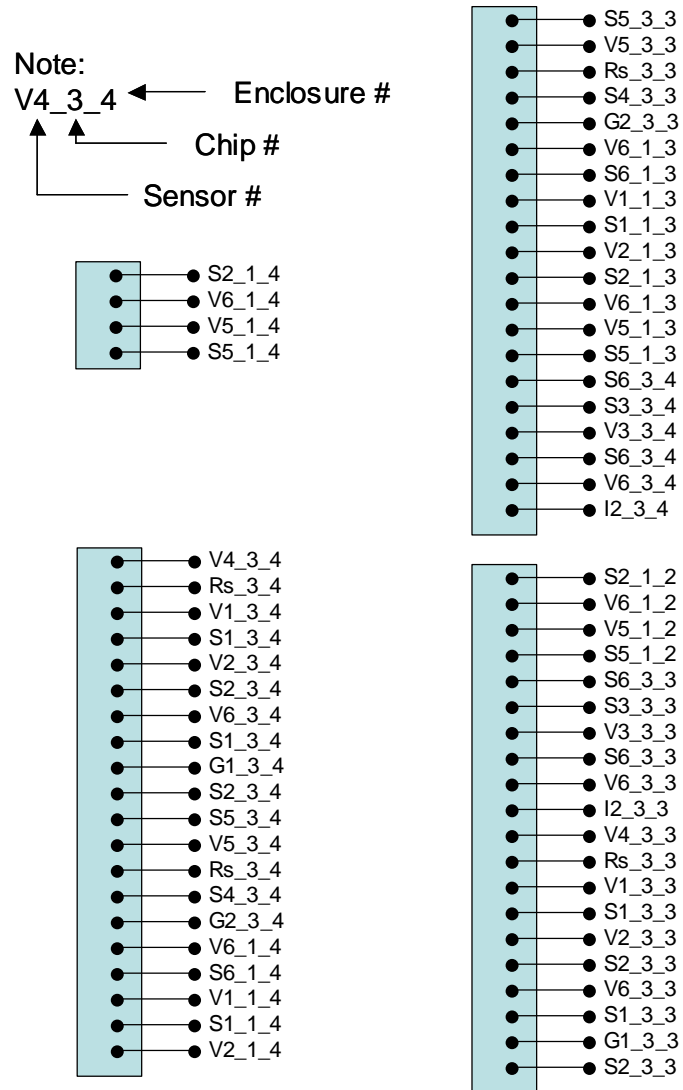 Note:
V4_3_4
Enclosure #
Chip #
Sensor #
S2_1_4
V6_1_4
V5_1_4
S5_1_4
V4_3_4
Rs_3_4
V1_3_4
S1_3_4
V2_3_4
S2_3_4
V6_3_4
S1_3_4
G1_3_4
S2_3_4
S5_3_4
V5_3_4
Rs_3_4
S4_3_4
G2_3_4
V6_1_4
S6_1_4
V1_1_4
S1_1_4
V2_1_4
S5_3_3
V5_3_3
Rs_3_3
S4_3_3
G2_3_3
V6_1_3
S6_1_3
V1_1_3
S1_1_3
V2_1_3
S2_1_3
V6_1_3
V5_1_3
S5_1_3
S6_3_4
S3_3_4
V3_3_4
S6_3_4
V6_3_4
I2_3_4
S2_1_2
V6_1_2
V5_1_2
S5_1_2
S6_3_3
S3_3_3
V3_3_3
S6_3_3
V6_3_3
I2_3_3
V4_3_3
Rs_3_3
V1_3_3
S1_3_3
V2_3_3
S2_3_3
V6_3_3
S1_3_3
G1_3_3
S2_3_3